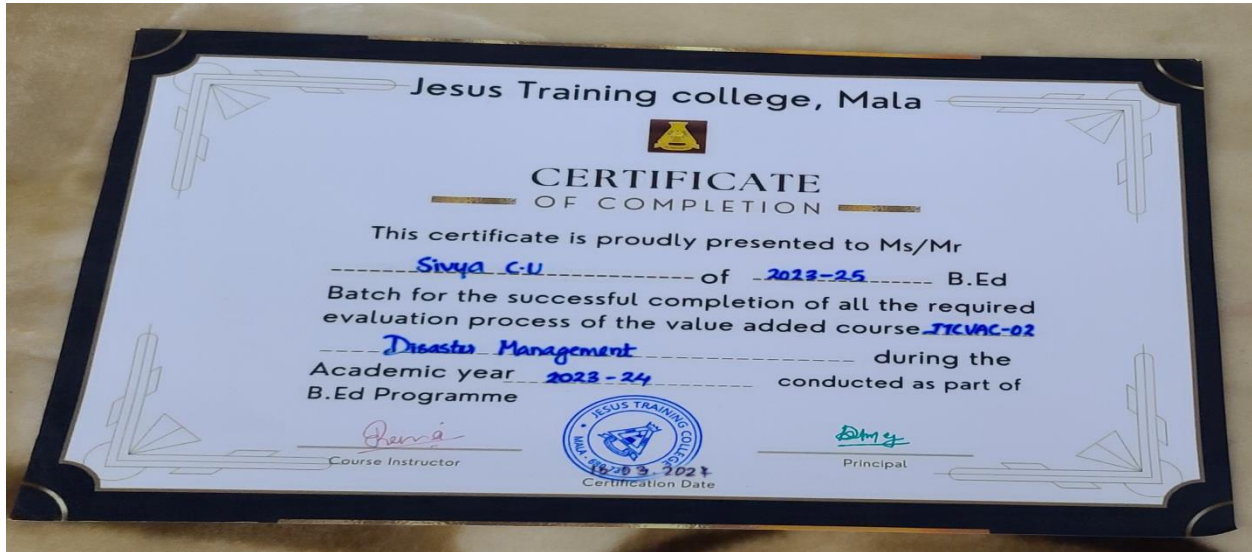 Jesus Training college, Mala
CERTIFICATE
OF COMPLETION
This certificate is proudly presented to Ms/Mr
Sivya C.U of 2023-25 B.Ed
Batch for the successful completion of all the required
evaluation process of the value added course JTCVAC-02
Disaster Management during the
Academic year 2023-24 conducted as part of
B.Ed Programme
JESUS TRAINING COLLEGE
MALA
Course Instructor
Principal
03.2024
Certification Date